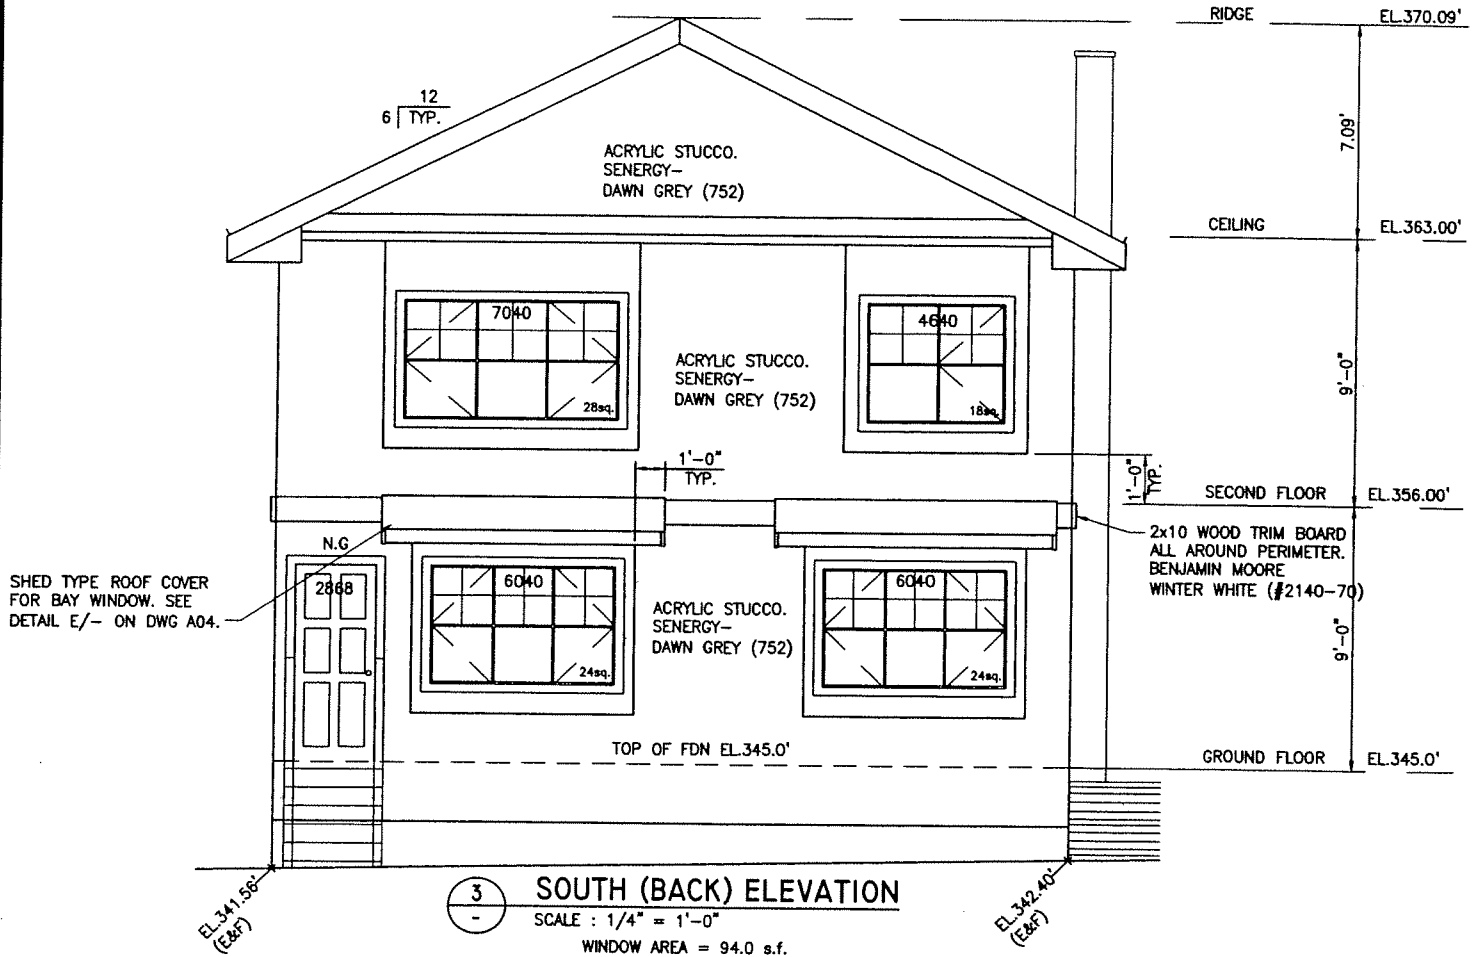 RIDGE EL.370.09'
12
6 TYP.
7.09'
ACRYLIC STUCCO.
SENERGY-
DAWN GREY (752)
CEILING EL.363.00'
7040
28sq.
4640
18sq.
ACRYLIC STUCCO.
SENERGY-
DAWN GREY (752)
9'-0"
1'-0"
TYP.
1'-0"
TYP.
SECOND FLOOR EL.356.00'
2x10 WOOD TRIM BOARD
ALL AROUND PERIMETER.
BENJAMIN MOORE
WINTER WHITE (#2140-70)
N.G
2868
SHED TYPE ROOF COVER
FOR BAY WINDOW. SEE
DETAIL E/- ON DWG A04.
6040
24sq.
6040
24sq.
ACRYLIC STUCCO.
SENERGY-
DAWN GREY (752)
9'-0"
TOP OF FDN EL.345.0'
GROUND FLOOR EL.345.0'
EL.341.56'
(E&F)
EL.342.40'
(E&F)
3
-
SOUTH (BACK) ELEVATION
SCALE : 1/4" = 1'-0"
WINDOW AREA = 94.0 s.f.